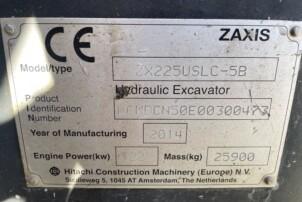 CE ZAXIS
Model/type ZX225USLC-5B
Hydraulic Excavator
Product
Identification
Number
Year of Manufacturing 2014
Engine Power(kW) Mass(kg) 25900
Hitachi Construction Machinery (Europe) N.V.
Siciliëweg 5, 1045 AT Amsterdam, The Netherlands